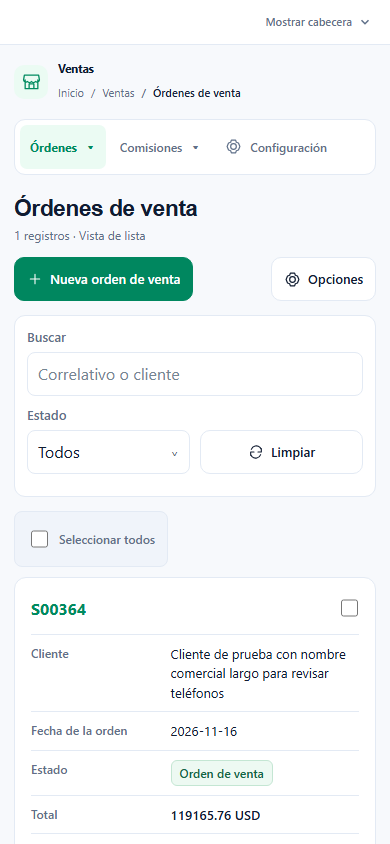 Mostrar cabecera
Ventas
Inicio / Ventas / Órdenes de venta
Órdenes
Comisiones
Configuración
Órdenes de venta
1 registros · Vista de lista
Nueva orden de venta
Opciones
Buscar
Correlativo o cliente
Estado
Todos
Limpiar
Seleccionar todos
S00364
Cliente
Cliente de prueba con nombre
comercial largo para revisar
teléfonos
Fecha de la orden
2026-11-16
Estado
Orden de venta
Total
119165.76 USD